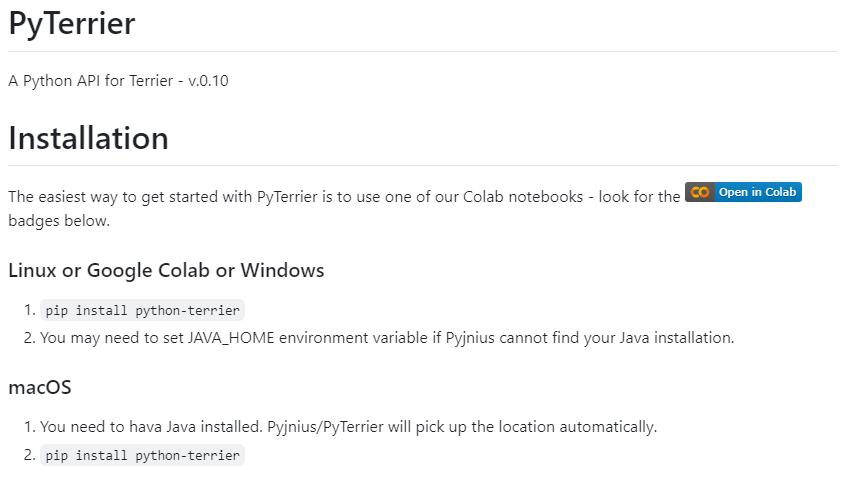 PyTerrier
A Python API for Terrier - v.0.10
Installation
The easiest way to get started with PyTerrier is to use one of our Colab notebooks - look for the Open in Colab
badges below.
Linux or Google Colab or Windows
1. pip install python-terrier
2. You may need to set JAVA_HOME environment variable if Pyjnius cannot find your Java installation.
macOS
1. You need to hava Java installed. Pyjnius/PyTerrier will pick up the location automatically.
2. pip install python-terrier